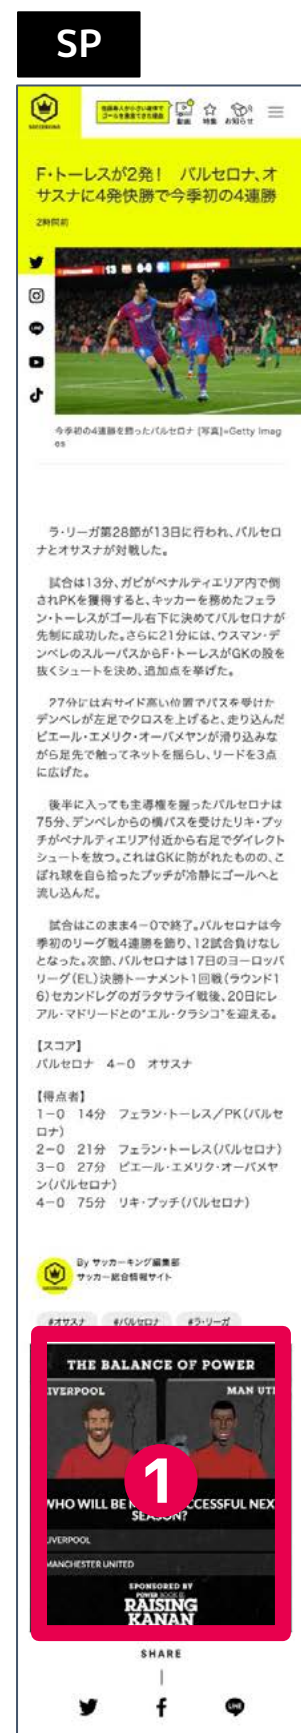 SP
SOCCERKING
動画
特集
お知らせ
F・トーレスが2発！ バルセロナ、オ
サスナに4発快勝で今季初の4連勝
2時間前
今季初の4連勝を飾ったバルセロナ [写真]=Getty Imag
es
ラ・リーガ第28節が13日に行われ、バルセロ
ナとオサスナが対戦した。
試合は13分、ガビがペナルティエリア内で倒
されPKを獲得すると、キッカーを務めたフェラ
ン・トーレスがゴール右下に決めてバルセロナが
先制に成功した。さらに21分には、ウスマン・デ
ンベレのスルーパスからF・トーレスがGKの股を
抜くシュートを決め、追加点を挙げた。
27分には右サイド高い位置でパスを受けた
デンベレが左足でクロスを上げると、走り込んだ
ピエール・エメリク・オーバメヤンが滑り込みな
がら足先で触ってネットを揺らし、リードを3点
に広げた。
後半に入っても主導権を握ったバルセロナは
75分、デンベレからの横パスを受けたリキ・プッ
チがペナルティエリア付近から右足でダイレクト
シュートを放つ。これはGKに防がれたものの、こ
ぼれ球を自ら拾ったプッチが冷静にゴールへと
流し込んだ。
試合はこのまま4－0で終了。バルセロナは今
季初のリーグ戦4連勝を飾り、12試合負けなし
となった。次節、バルセロナは17日のヨーロッパ
リーグ（EL）決勝トーナメント1回戦（ラウンド1
6）セカンドレグのガラタサライ戦後、20日にレ
アル・マドリードとの“エル・クラシコ”を迎える。
【スコア】
バルセロナ 4－0 オサスナ
【得点者】
1－0 14分 フェラン・トーレス／PK（バルセ
ロナ）
2－0 21分 フェラン・トーレス（バルセロナ）
3－0 27分 ピエール・エメリク・オーバメヤ
ン（バルセロナ）
4－0 75分 リキ・プッチ（バルセロナ）
By サッカーキング編集部
サッカー総合情報サイト
#オサスナ #バルセロナ #ラ・リーガ
THE BALANCE OF POWER
IVERPOOL MAN UT
1
WHO WILL BE CCESSFUL NEX
SEASON?
LIVERPOOL
MANCHESTER UNITED
SPONSORED BY
POWER BOOK III
RAISING
KANAN
SHARE